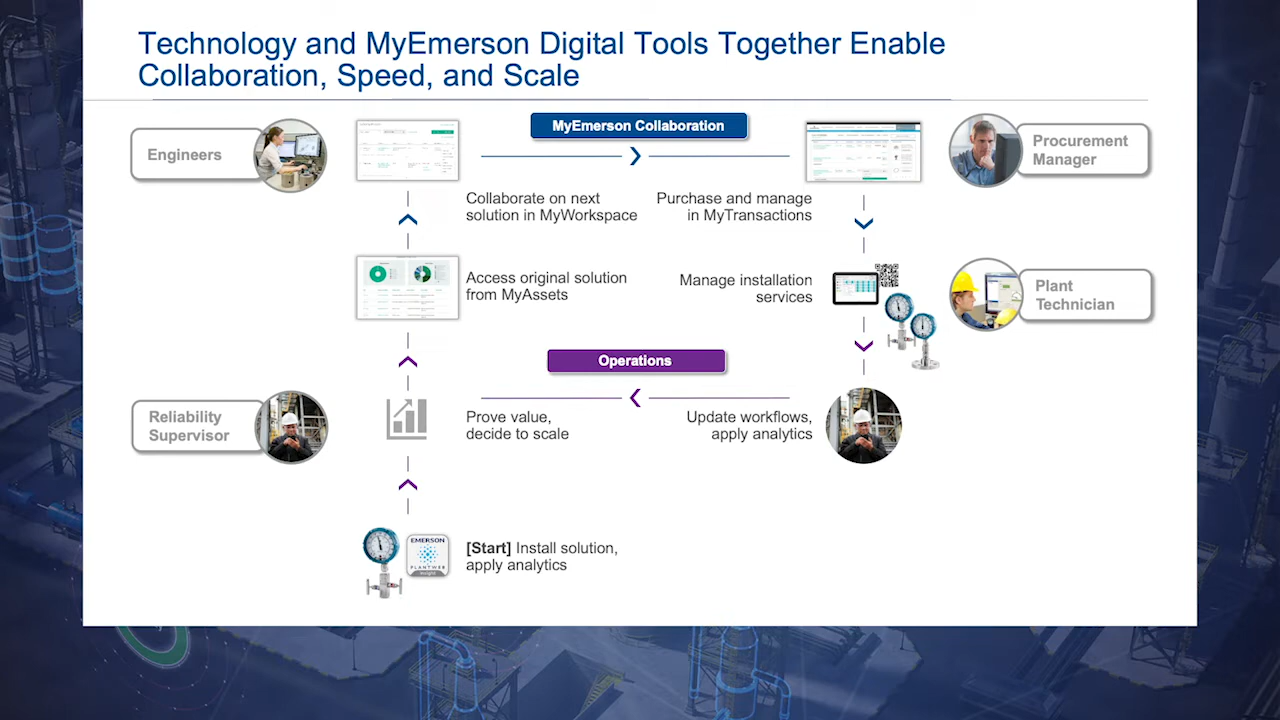 Technology and MyEmerson Digital Tools Together Enable
Collaboration, Speed, and Scale
MyEmerson Collaboration
Engineers
Procurement
Manager
Collaborate on next
solution in MyWorkspace
Purchase and manage
in MyTransactions
Access original solution
from MyAssets
Manage installation
services
Plant
Technician
Operations
Reliability
Supervisor
Prove value,
decide to scale
Update workflows,
apply analytics
EMERSON
PLANTWEB
Insight
[Start] Install solution,
apply analytics